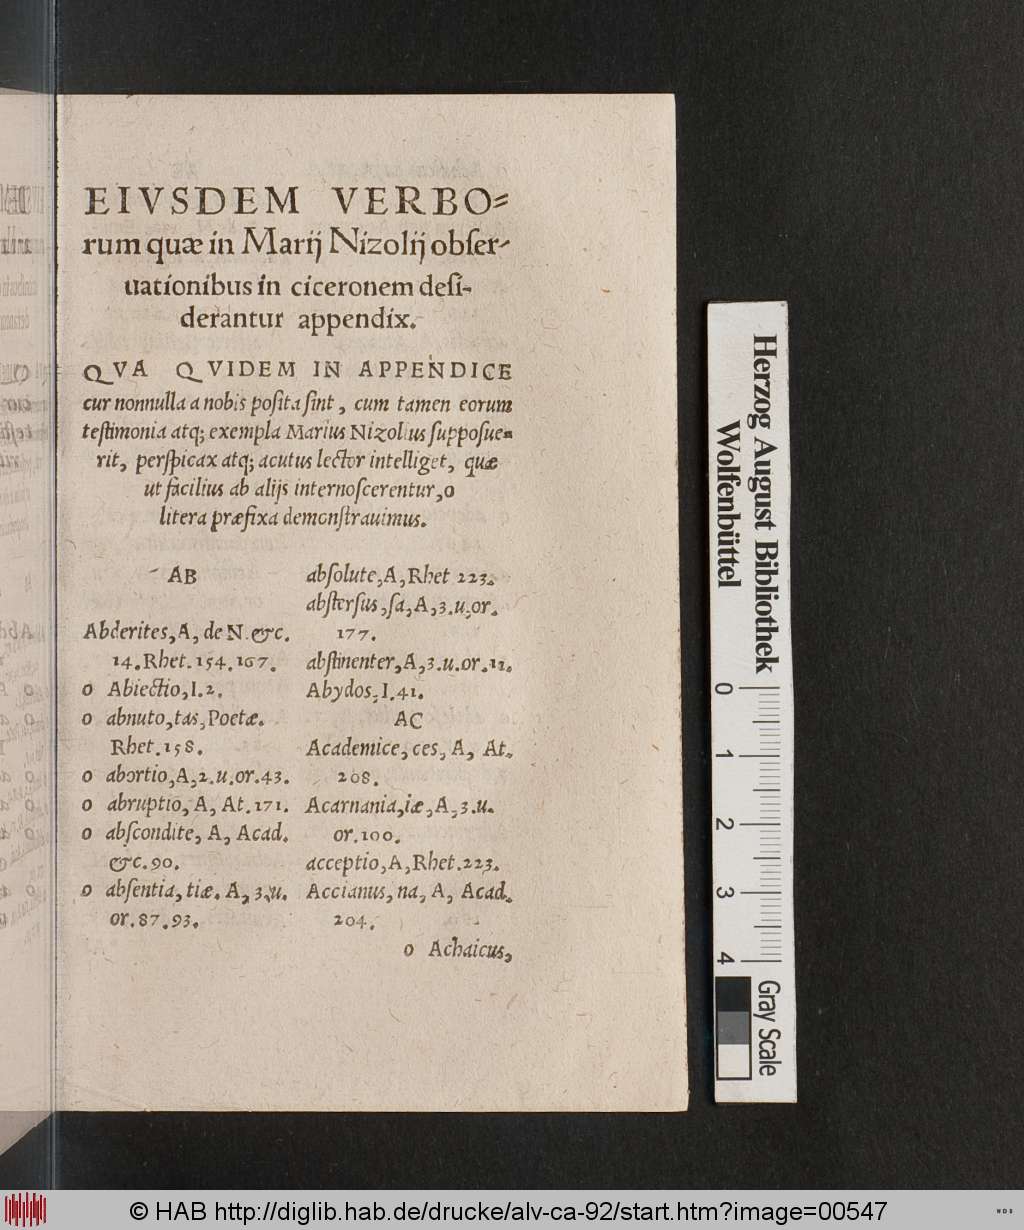 EIVSDEM VERBO⸗
rum quæ in Marij Nizolij obſer-
uationibus in ciceronem deſi-
derantur appendix.
QVA QVIDEM IN APPENDICE
cur nonnulla a nobis poſita ſint, cum tamen eorum
teſtimonia atq; exempla Marius Nizolius ſuppoſue⸗
rit, perſpicax atq; acutus lector intelliget, quæ
ut facilius ab alijs internoſcerentur, o
litera præfixa demonſtrauimus.
AB
Abderites, A, de N. &c.
14. Rhet. 154. 167.
o Abiectio, I. 2.
o abnuto, tas, Poetæ.
Rhet. 158.
o abortio, A, 2. u. or. 43.
o abruptio, A, At. 171.
o abſcondite, A, Acad.
&c. 90.
o abſentia, tiæ. A, 3. u.
or. 87. 93.
abſolute, A, Rhet 223.
abſterſus, ſa, A, 3. u. or.
177.
abſtinenter, A, 3. u. or. 11.
Abydos, I. 41.
AC
Academice, ces, A, At.
208.
Acarnania, iæ, A, 3. u.
or. 100.
acceptio, A, Rhet. 223.
Accianus, na, A, Acad.
204.
o Achaicus,
Herzog August Bibliothek
Wolfenbüttel
0 1 2 3 4
Gray Scale
© HAB http://diglib.hab.de/drucke/alv-ca-92/start.htm?image=00547